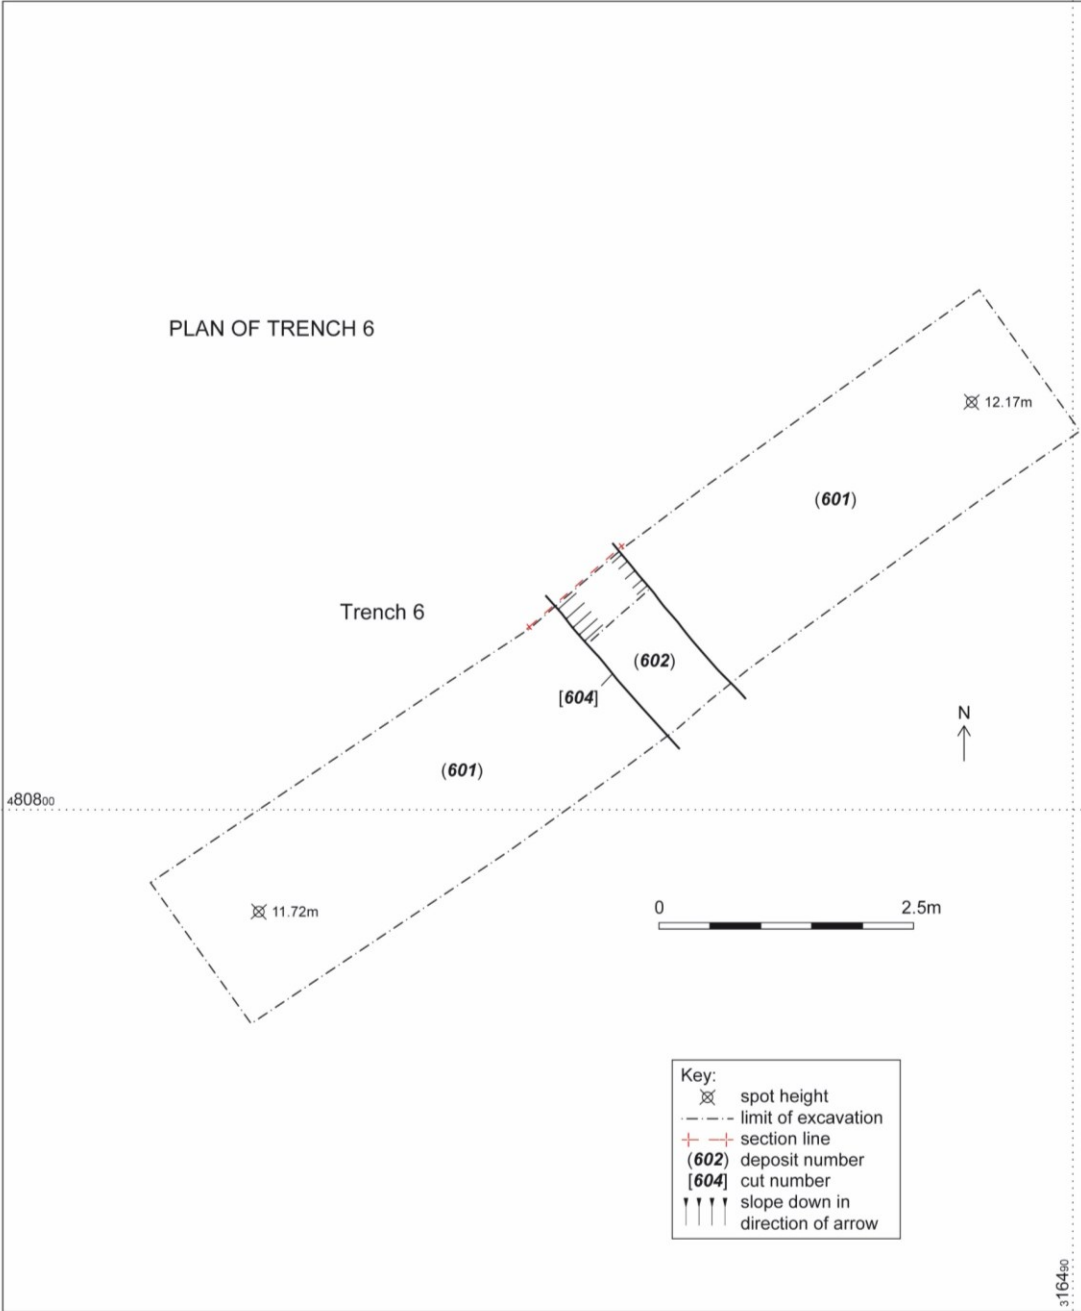 PLAN OF TRENCH 6
12.17m
(601)
Trench 6
(602)
[604]
N
(601)
480800
11.72m
0 2.5m
Key:
spot height
limit of excavation
section line
(602) deposit number
[604] cut number
slope down in
direction of arrow
316490